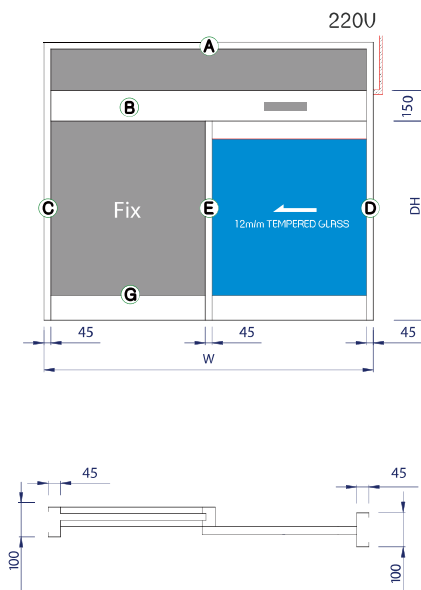 220V
A
B
150
C
Fix
E
12m/m TEMPERED GLASS
D
DH
G
45
45
45
W
45
45
100
100